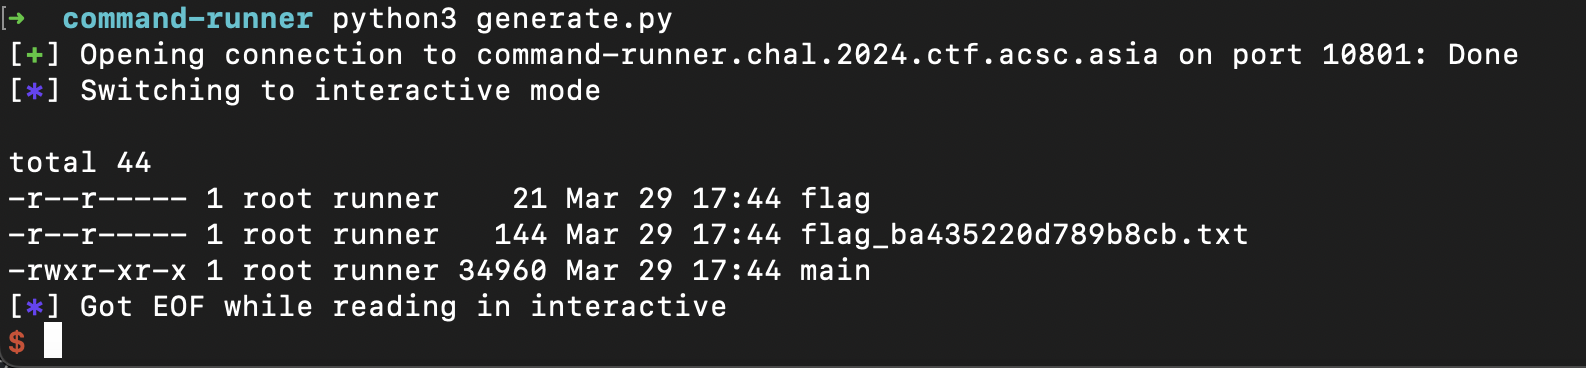 [➜  command-runner python3 generate.py
[+] Opening connection to command-runner.chal.2024.ctf.acsc.asia on port 10801: Done
[*] Switching to interactive mode
total 44
-r--r----- 1 root runner    21 Mar 29 17:44 flag
-r--r----- 1 root runner   144 Mar 29 17:44 flag_ba435220d789b8cb.txt
-rwxr-xr-x 1 root runner 34960 Mar 29 17:44 main
[*] Got EOF while reading in interactive
$